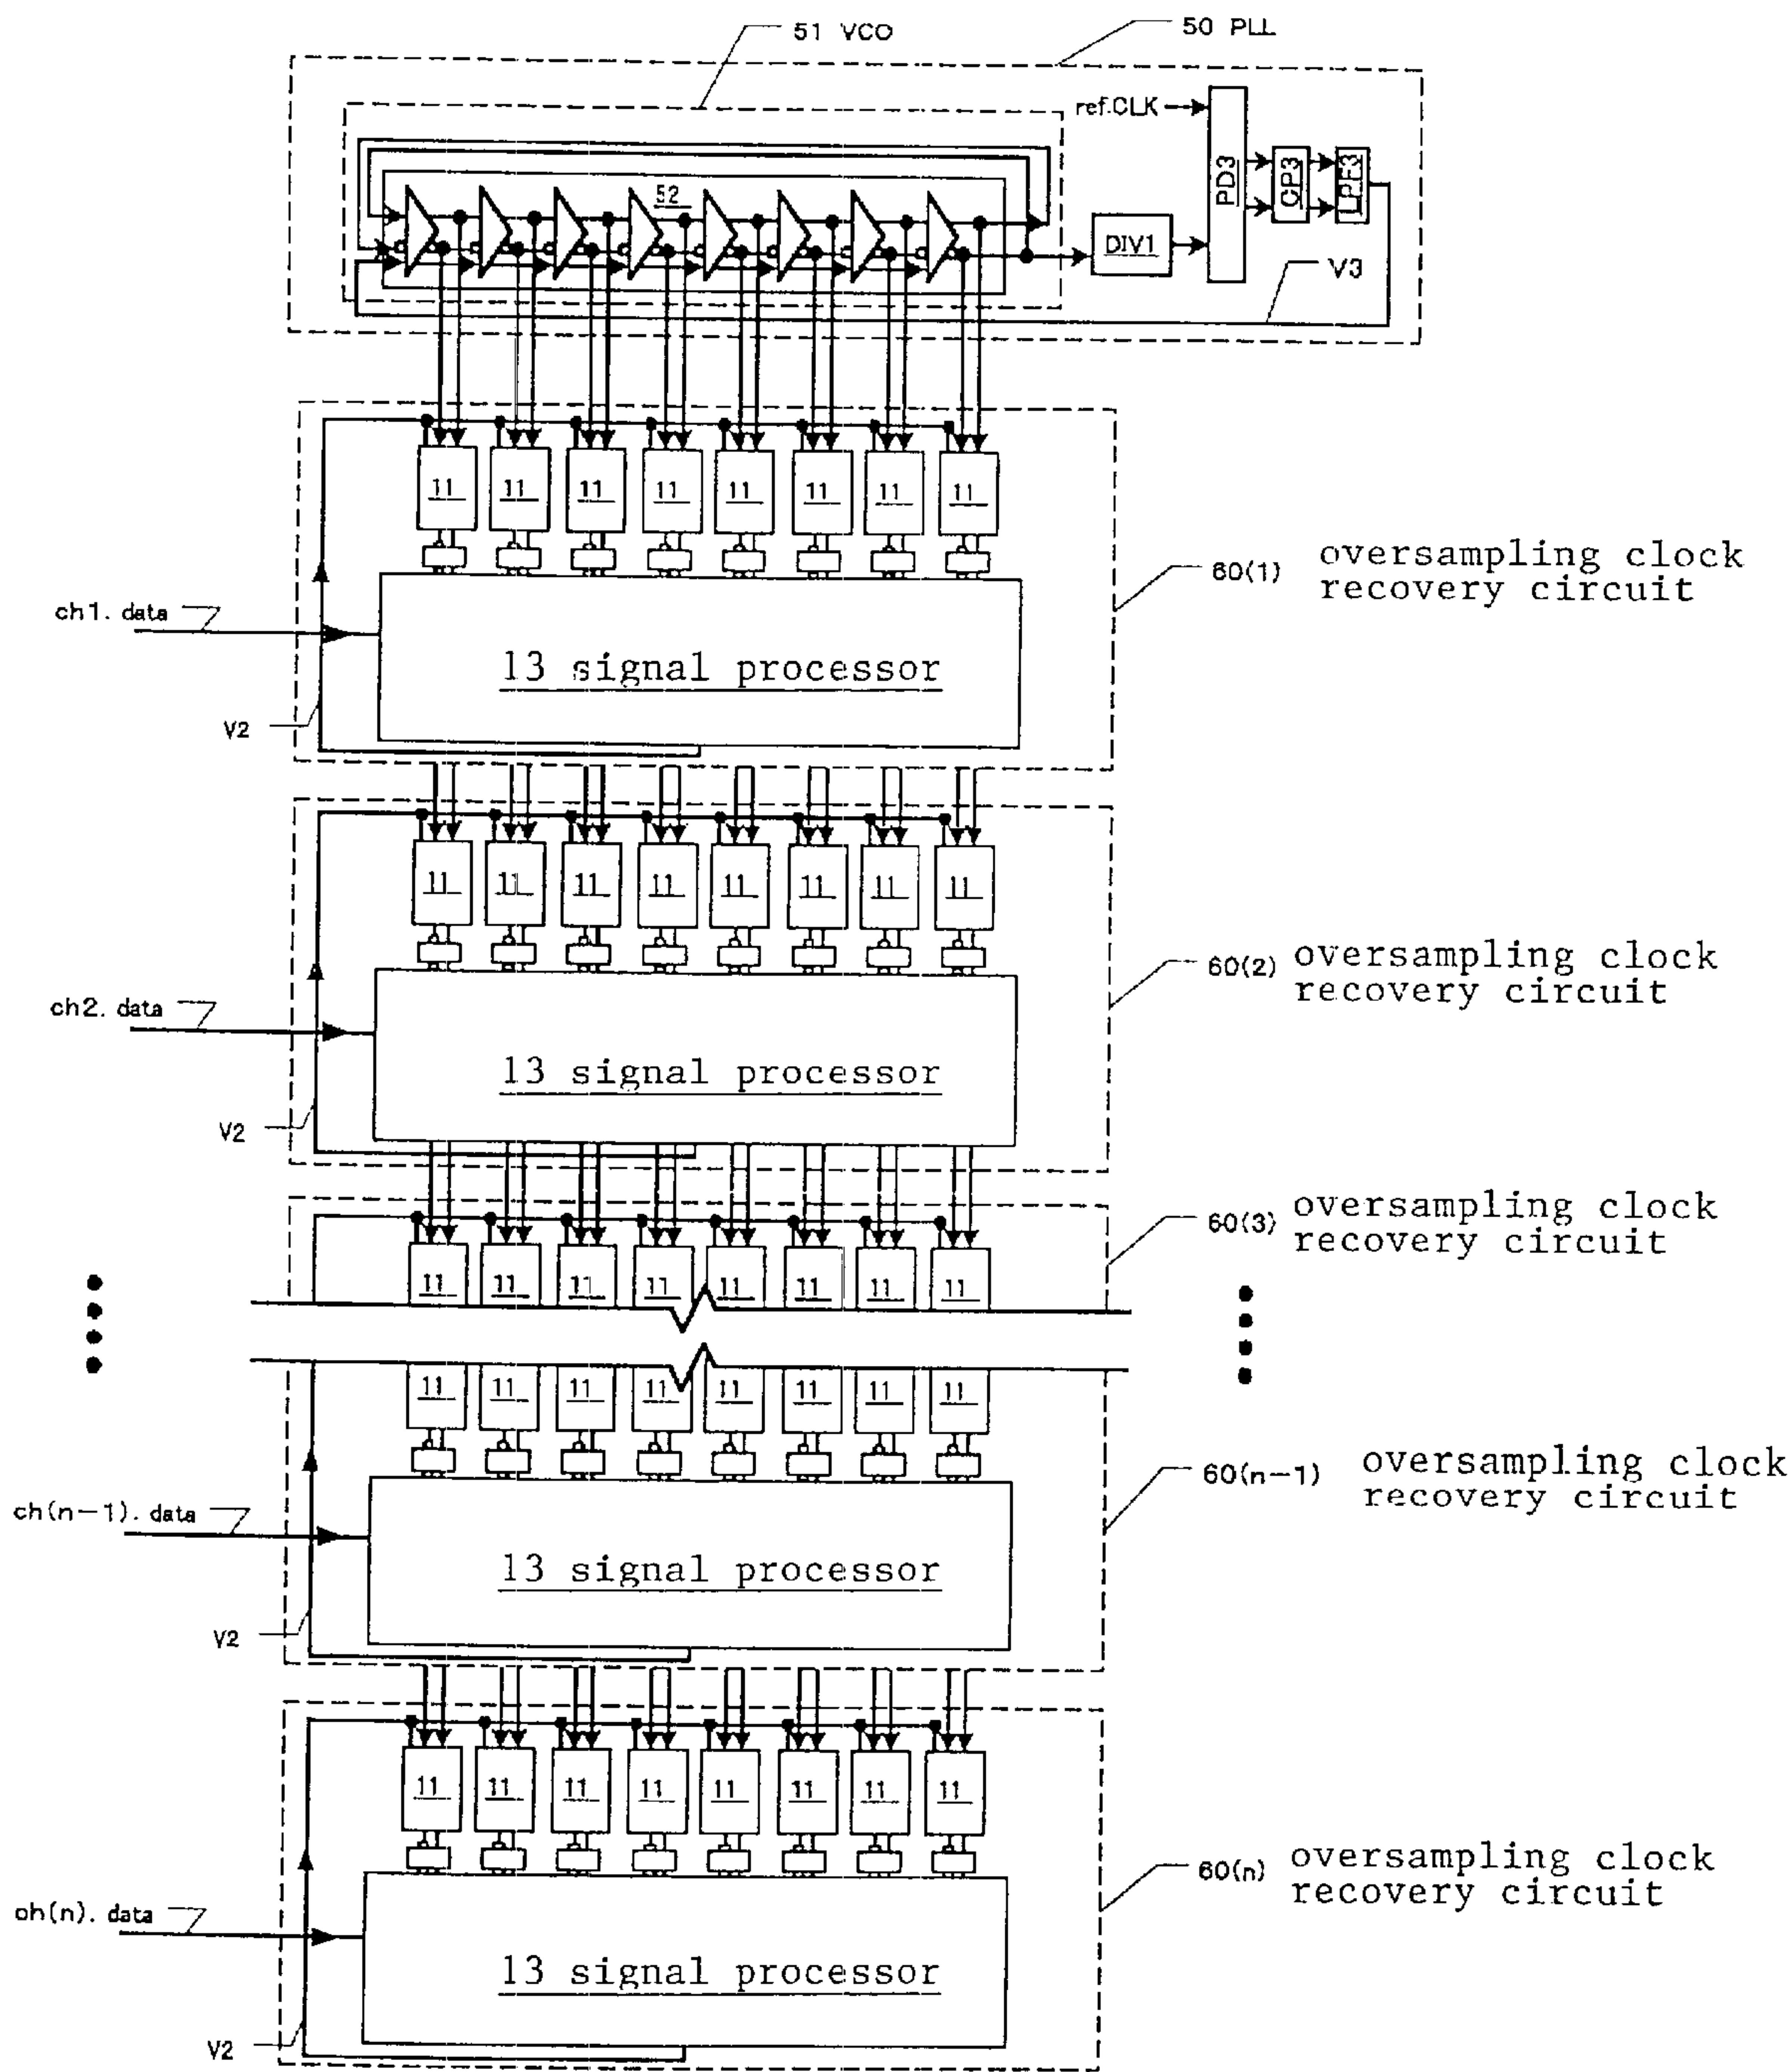 51 VCO
50 PLL
ref.CLK
52
PD3
CP3
LPF3
DIV1
V3
11 11 11 11 11 11 11 11
60(1) oversampling clock
recovery circuit
ch1. data
13 signal processor
V2
11 11 11 11 11 11 11 11
60(2) oversampling clock
recovery circuit
ch2. data
13 signal processor
V2
60(3) oversampling clock
recovery circuit
11 11 11 11 11 11 11 11
11 11 11 11 11 11 11 11
60(n-1) oversampling clock
recovery circuit
ch(n-1). data
13 signal processor
V2
11 11 11 11 11 11 11 11
60(n) oversampling clock
recovery circuit
ch(n). data
13 signal processor
V2